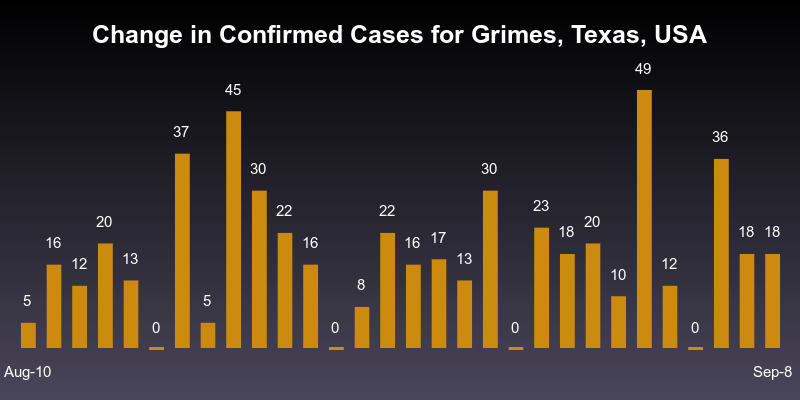 Change in Confirmed Cases for Grimes, Texas, USA
5 16 12 20 13 0 37 5 45 30 22 16 0 8 22 16 17 13 30 0 23 18 20 10 49 12 0 36 18 18
Aug-10 Sep-8